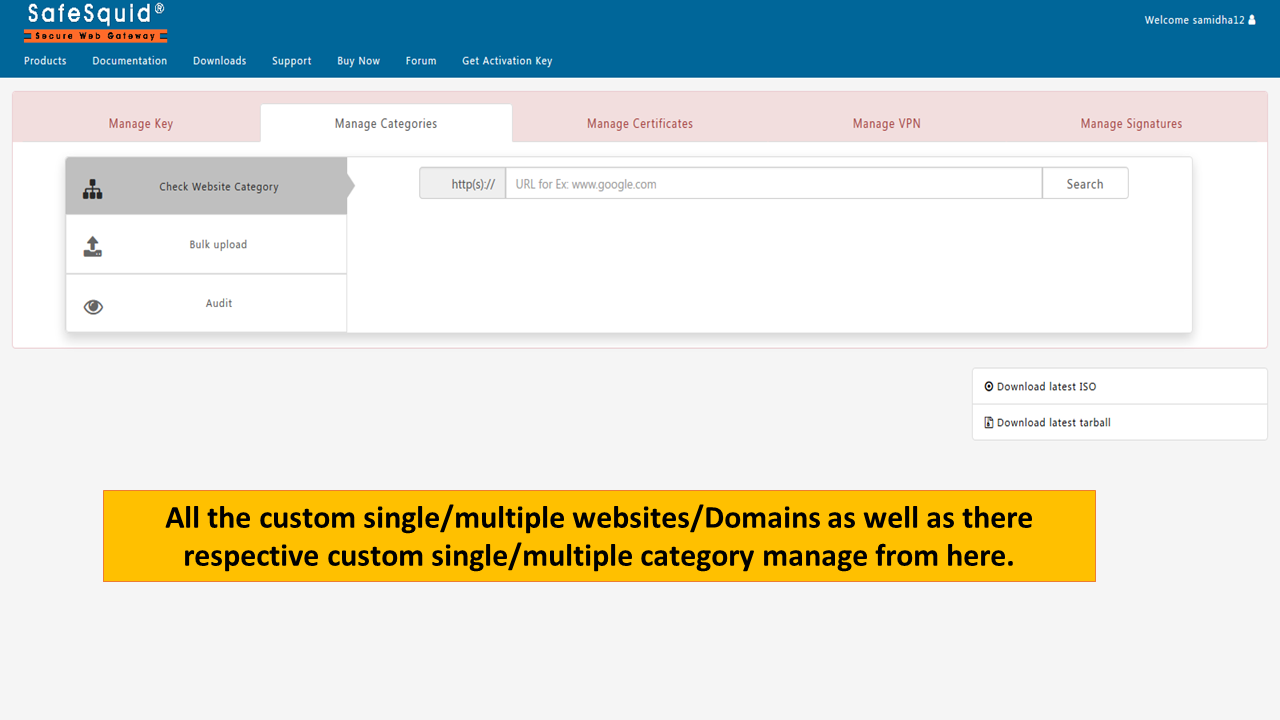 SafeSquid®
Secure Web Gateway
Welcome samidha12
Products Documentation Downloads Support Buy Now Forum Get Activation Key
Manage Key Manage Categories Manage Certificates Manage VPN Manage Signatures
Check Website Category
http(s):// URL for Ex: www.google.com Search
Bulk upload
Audit
Download latest ISO
Download latest tarball
All the custom single/multiple websites/Domains as well as there
respective custom single/multiple category manage from here.